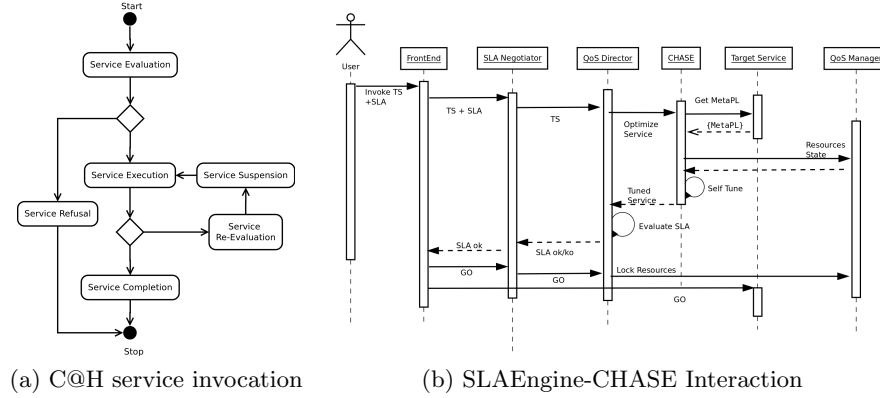 Start
Service Evaluation
Service Execution
Service Suspension
Service Refusal
Service
Re-Evaluation
Service Completion
Stop
(a) C@H service invocation
User
FrontEnd
SLA Negotiator
QoS Director
CHASE
Target Service
QoS Manager
Invoke TS
+SLA
TS + SLA
TS
Optimize
Service
Get MetaPL
{MetaPL}
Resources
State
Self Tune
Tuned
Service
Evaluate SLA
SLA ok/ko
SLA ok
GO
GO
Lock Resources
GO
(b) SLAEngine-CHASE Interaction